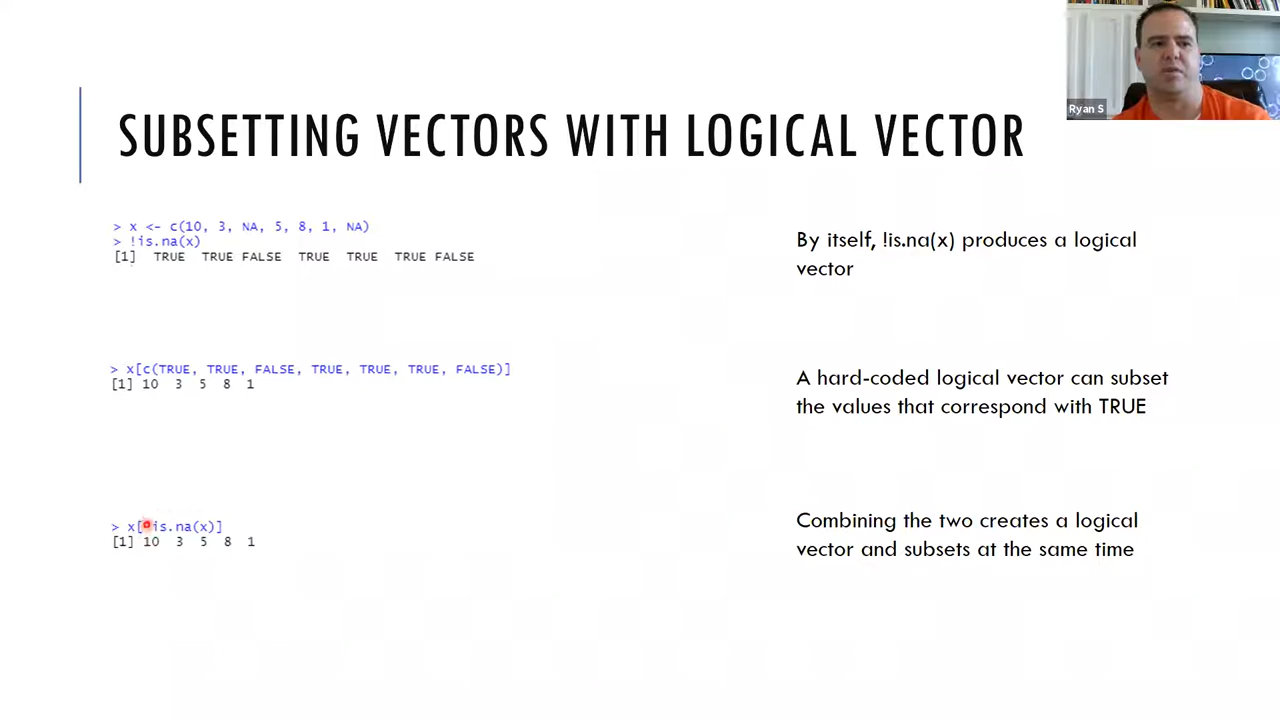 Ryan S
SUBSETTING VECTORS WITH LOGICAL VECTOR
> x <- c(10, 3, NA, 5, 8, 1, NA)
> !is.na(x)
[1]  TRUE  TRUE FALSE  TRUE  TRUE  TRUE FALSE
By itself, !is.na(x) produces a logical
vector
> x[c(TRUE, TRUE, FALSE, TRUE, TRUE, TRUE, FALSE)]
[1] 10  3  5  8  1
A hard-coded logical vector can subset
the values that correspond with TRUE
> x[!is.na(x)]
[1] 10  3  5  8  1
Combining the two creates a logical
vector and subsets at the same time